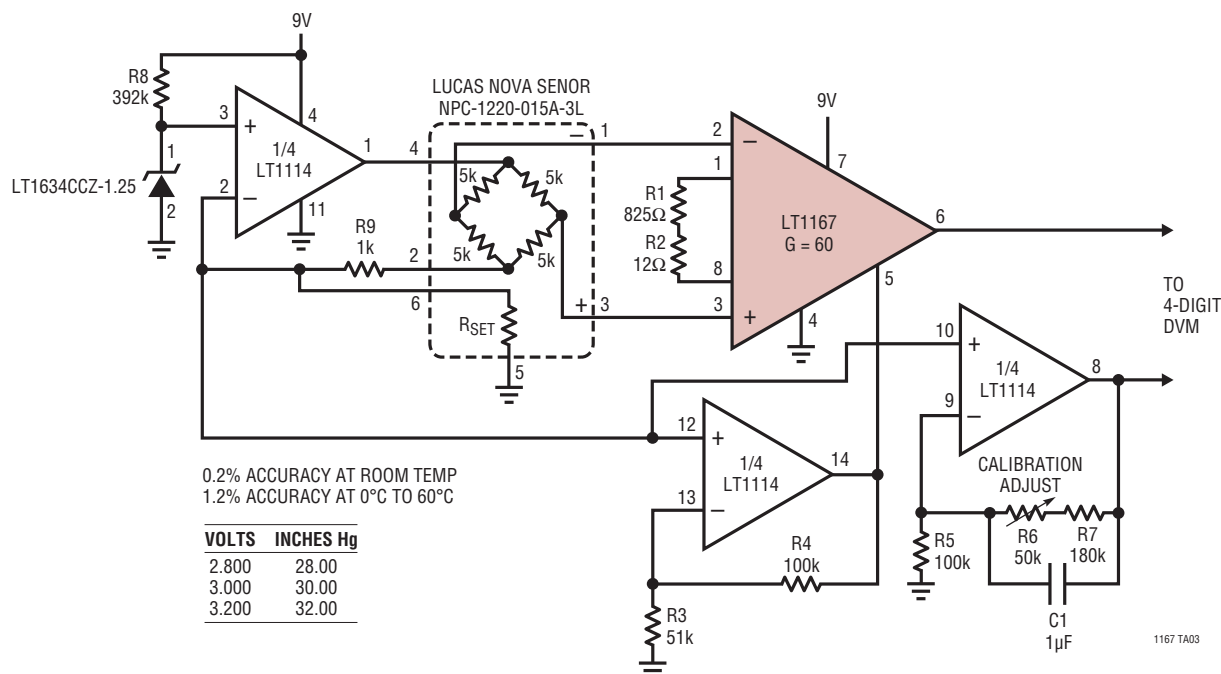 9V
R8
392k
LUCAS NOVA SENOR
NPC-1220-015A-3L
9V
3
+
4
1/4
LT1114
1
4
1
2
LT1634CCZ-1.25
2
–
11
5k
5k
5k
5k
– 1
2
–
1
R1
825Ω
R2
12Ω
8
3
+
7
LT1167
G = 60
6
5
4
R9
1k
2
6
+ 3
RSET
5
TO
4-DIGIT
DVM
10
+
1/4
LT1114
8
9
–
12
+
1/4
LT1114
14
13
–
CALIBRATION
ADJUST
R6
50k
R7
180k
R5
100k
C1
1µF
R4
100k
R3
51k
0.2% ACCURACY AT ROOM TEMP
1.2% ACCURACY AT 0°C TO 60°C
VOLTS INCHES Hg
2.800 28.00
3.000 30.00
3.200 32.00
1167 TA03